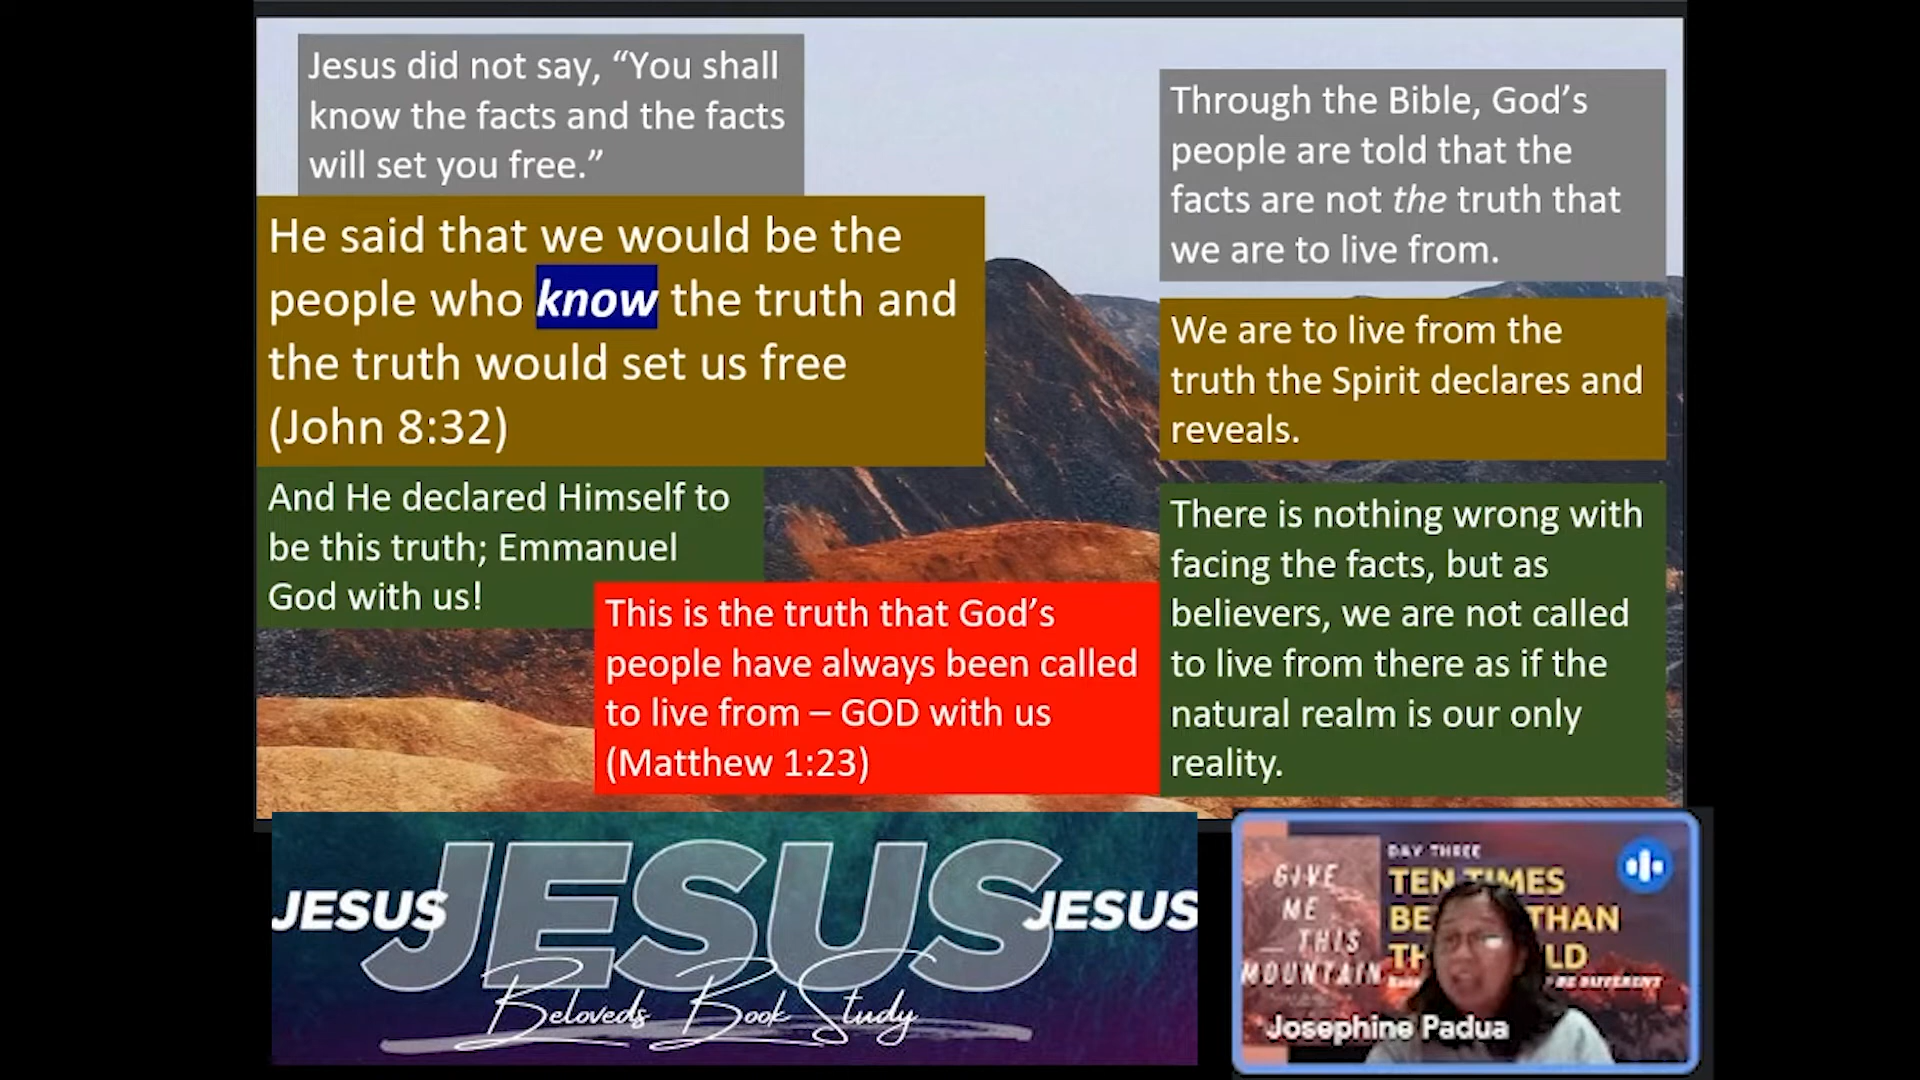 Jesus did not say, “You shall
know the facts and the facts
will set you free.”
He said that we would be the
people who know the truth and
the truth would set us free
(John 8:32)
And He declared Himself to
be this truth; Emmanuel
God with us!
This is the truth that God’s
people have always been called
to live from – GOD with us
(Matthew 1:23)
Through the Bible, God’s
people are told that the
facts are not the truth that
we are to live from.
We are to live from the
truth the Spirit declares and
reveals.
There is nothing wrong with
facing the facts, but as
believers, we are not called
to live from there as if the
natural realm is our only
reality.
JESUS
JESUS
JESUS
Beloveds Book Study
GIVE
ME
THIS
MOUNTAIN
DAY THREE
TEN TIMES
THAN
BE DIFFERENT
Josephine Padua